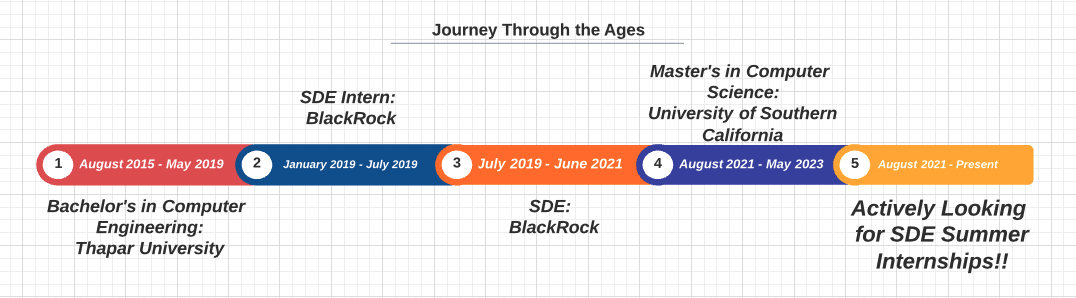 Journey Through the Ages
Master's in Computer
Science:
University of Southern
California
SDE Intern:
BlackRock
1 August 2015 - May 2019 2 January 2019 - July 2019 3 July 2019 - June 2021 4 August 2021 - May 2023 5 August 2021 - Present
Bachelor's in Computer
Engineering:
Thapar University
SDE:
BlackRock
Actively Looking
for SDE Summer
Internships!!